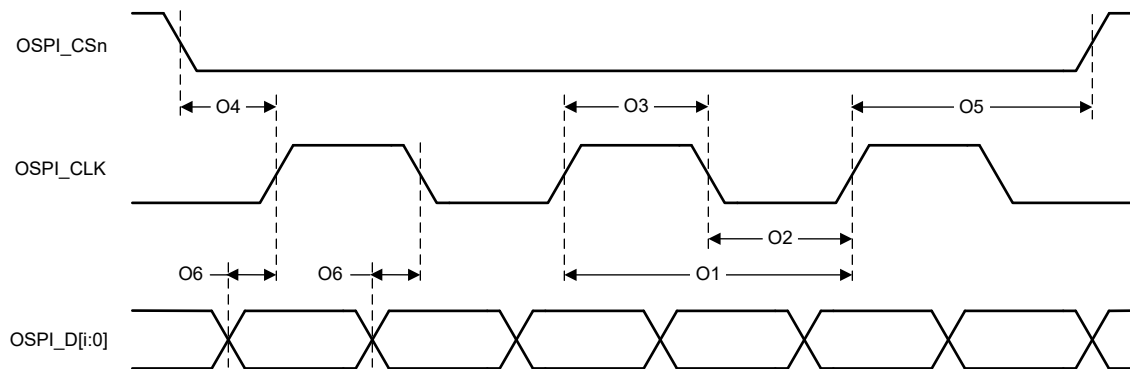 OSPI_CSn
O4
O3
O5
OSPI_CLK
O2
O6
O6
O1
OSPI_D[i:0]